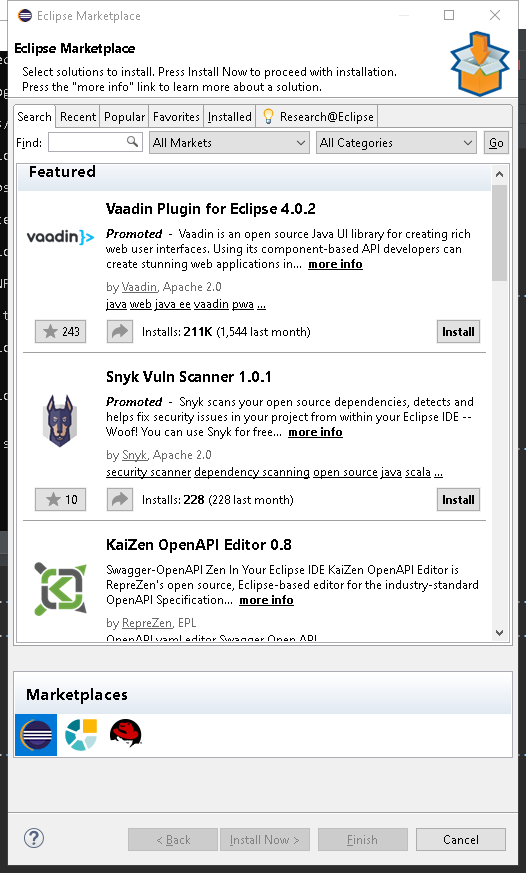 Eclipse Marketplace
Eclipse Marketplace
Select solutions to install. Press Install Now to proceed with installation.
Press the "more info" link to learn more about a solution.
Search Recent Popular Favorites Installed Research@Eclipse
Find: All Markets All Categories Go
Featured
Vaadin Plugin for Eclipse 4.0.2
vaadin}>
Promoted - Vaadin is an open source Java UI library for creating rich
web user interfaces. Using its component-based API developers can
create stunning web applications in... more info
by Vaadin, Apache 2.0
java web java ee vaadin pwa ...
243 Installs: 211K (1,544 last month) Install
Snyk Vuln Scanner 1.0.1
Promoted - Snyk scans your open source dependencies, detects and
helps fix security issues in your project from within your Eclipse IDE --
Woof! You can use Snyk for free... more info
by Snyk, Apache 2.0
security scanner dependency scanning open source java scala ...
10 Installs: 228 (228 last month) Install
KaiZen OpenAPI Editor 0.8
Swagger-OpenAPI Zen In Your Eclipse IDE KaiZen OpenAPI Editor is
RepreZen's open source, Eclipse-based editor for the industry-standard
OpenAPI Specification... more info
by RepreZen, EPL
OpenAPI yaml editor Swagger Open API
Marketplaces
? < Back Install Now > Finish Cancel